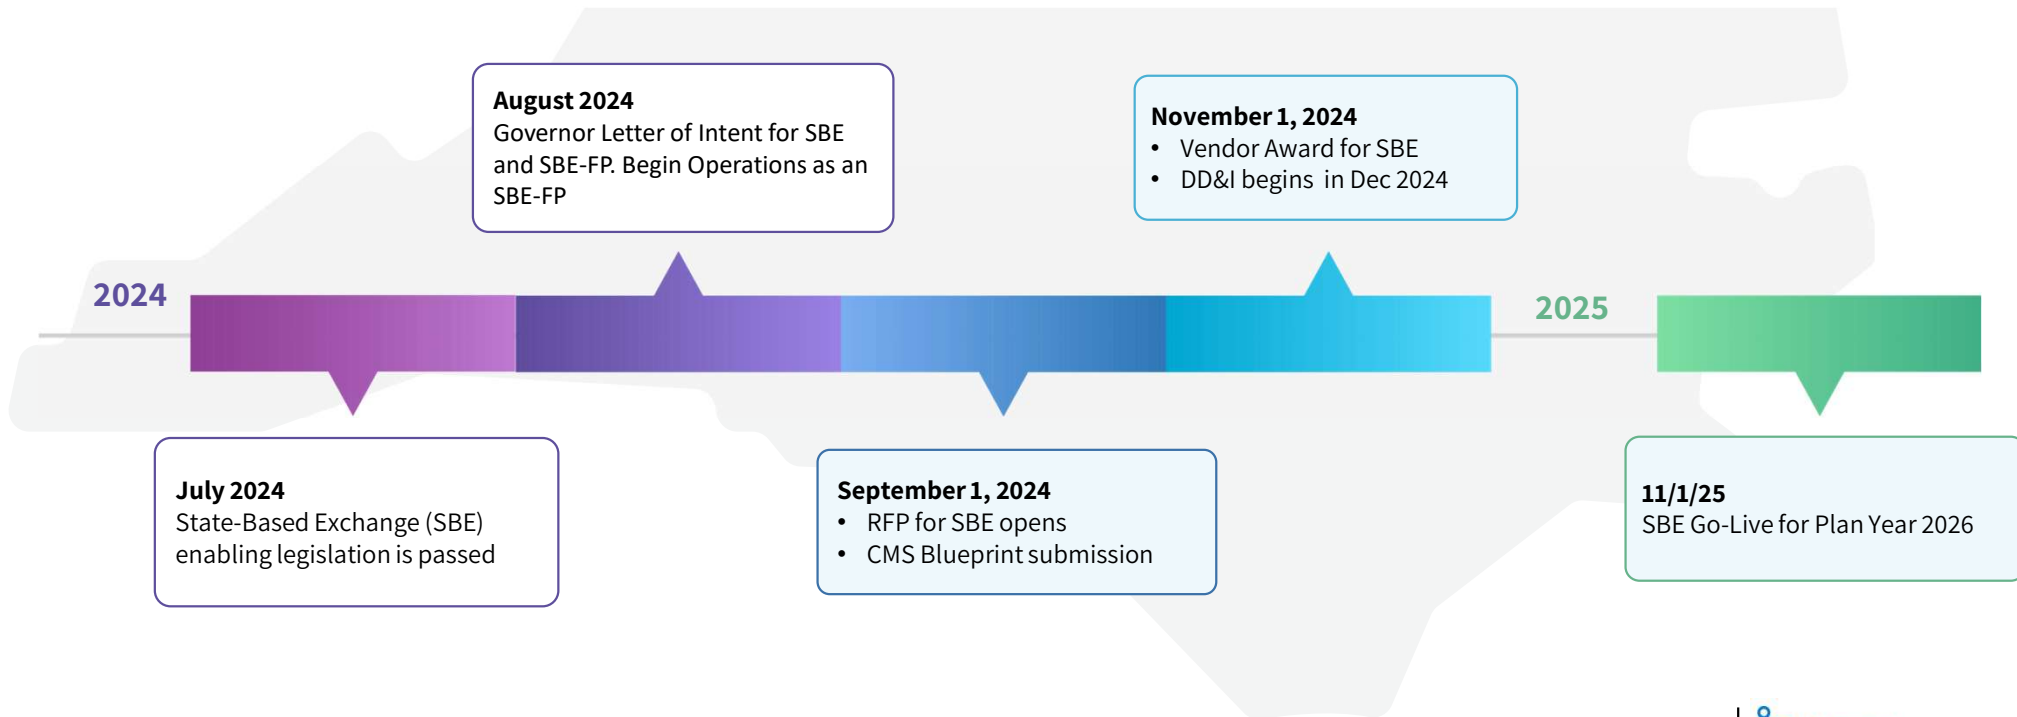 2024
July 2024
State-Based Exchange (SBE)
enabling legislation is passed
August 2024
Governor Letter of Intent for SBE
and SBE-FP. Begin Operations as an
SBE-FP
September 1, 2024
• RFP for SBE opens
• CMS Blueprint submission
November 1, 2024
• Vendor Award for SBE
• DD&I begins  in Dec 2024
2025
11/1/25
SBE Go-Live for Plan Year 2026